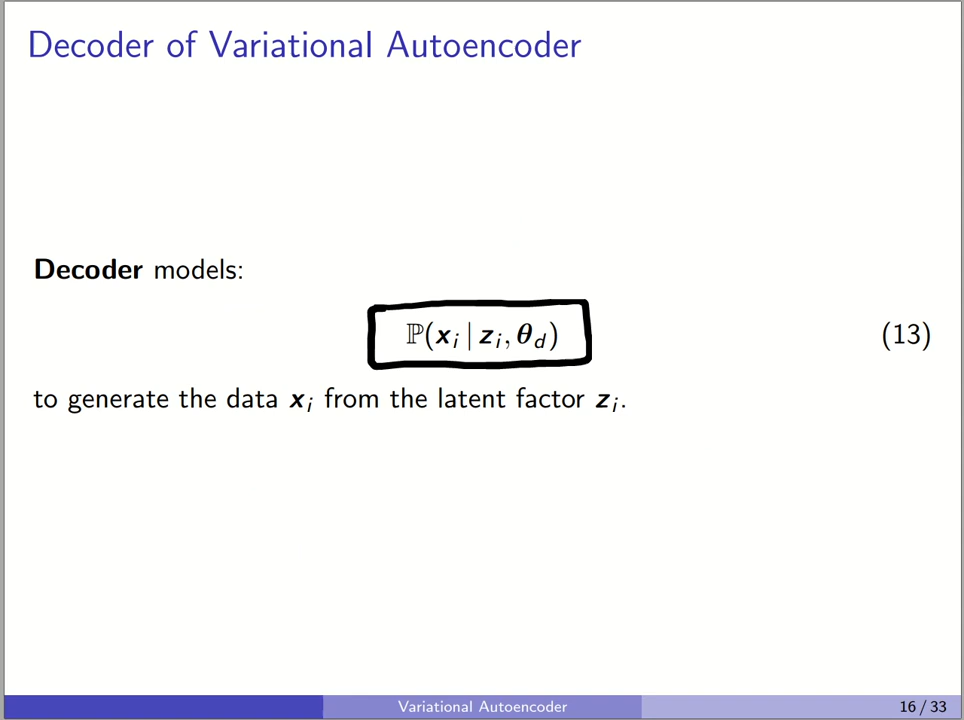 Decoder of Variational Autoencoder
Decoder models:
ℙ(xᵢ | zᵢ, θ_d) (13)
to generate the data xᵢ from the latent factor zᵢ.
Variational Autoencoder 16 / 33